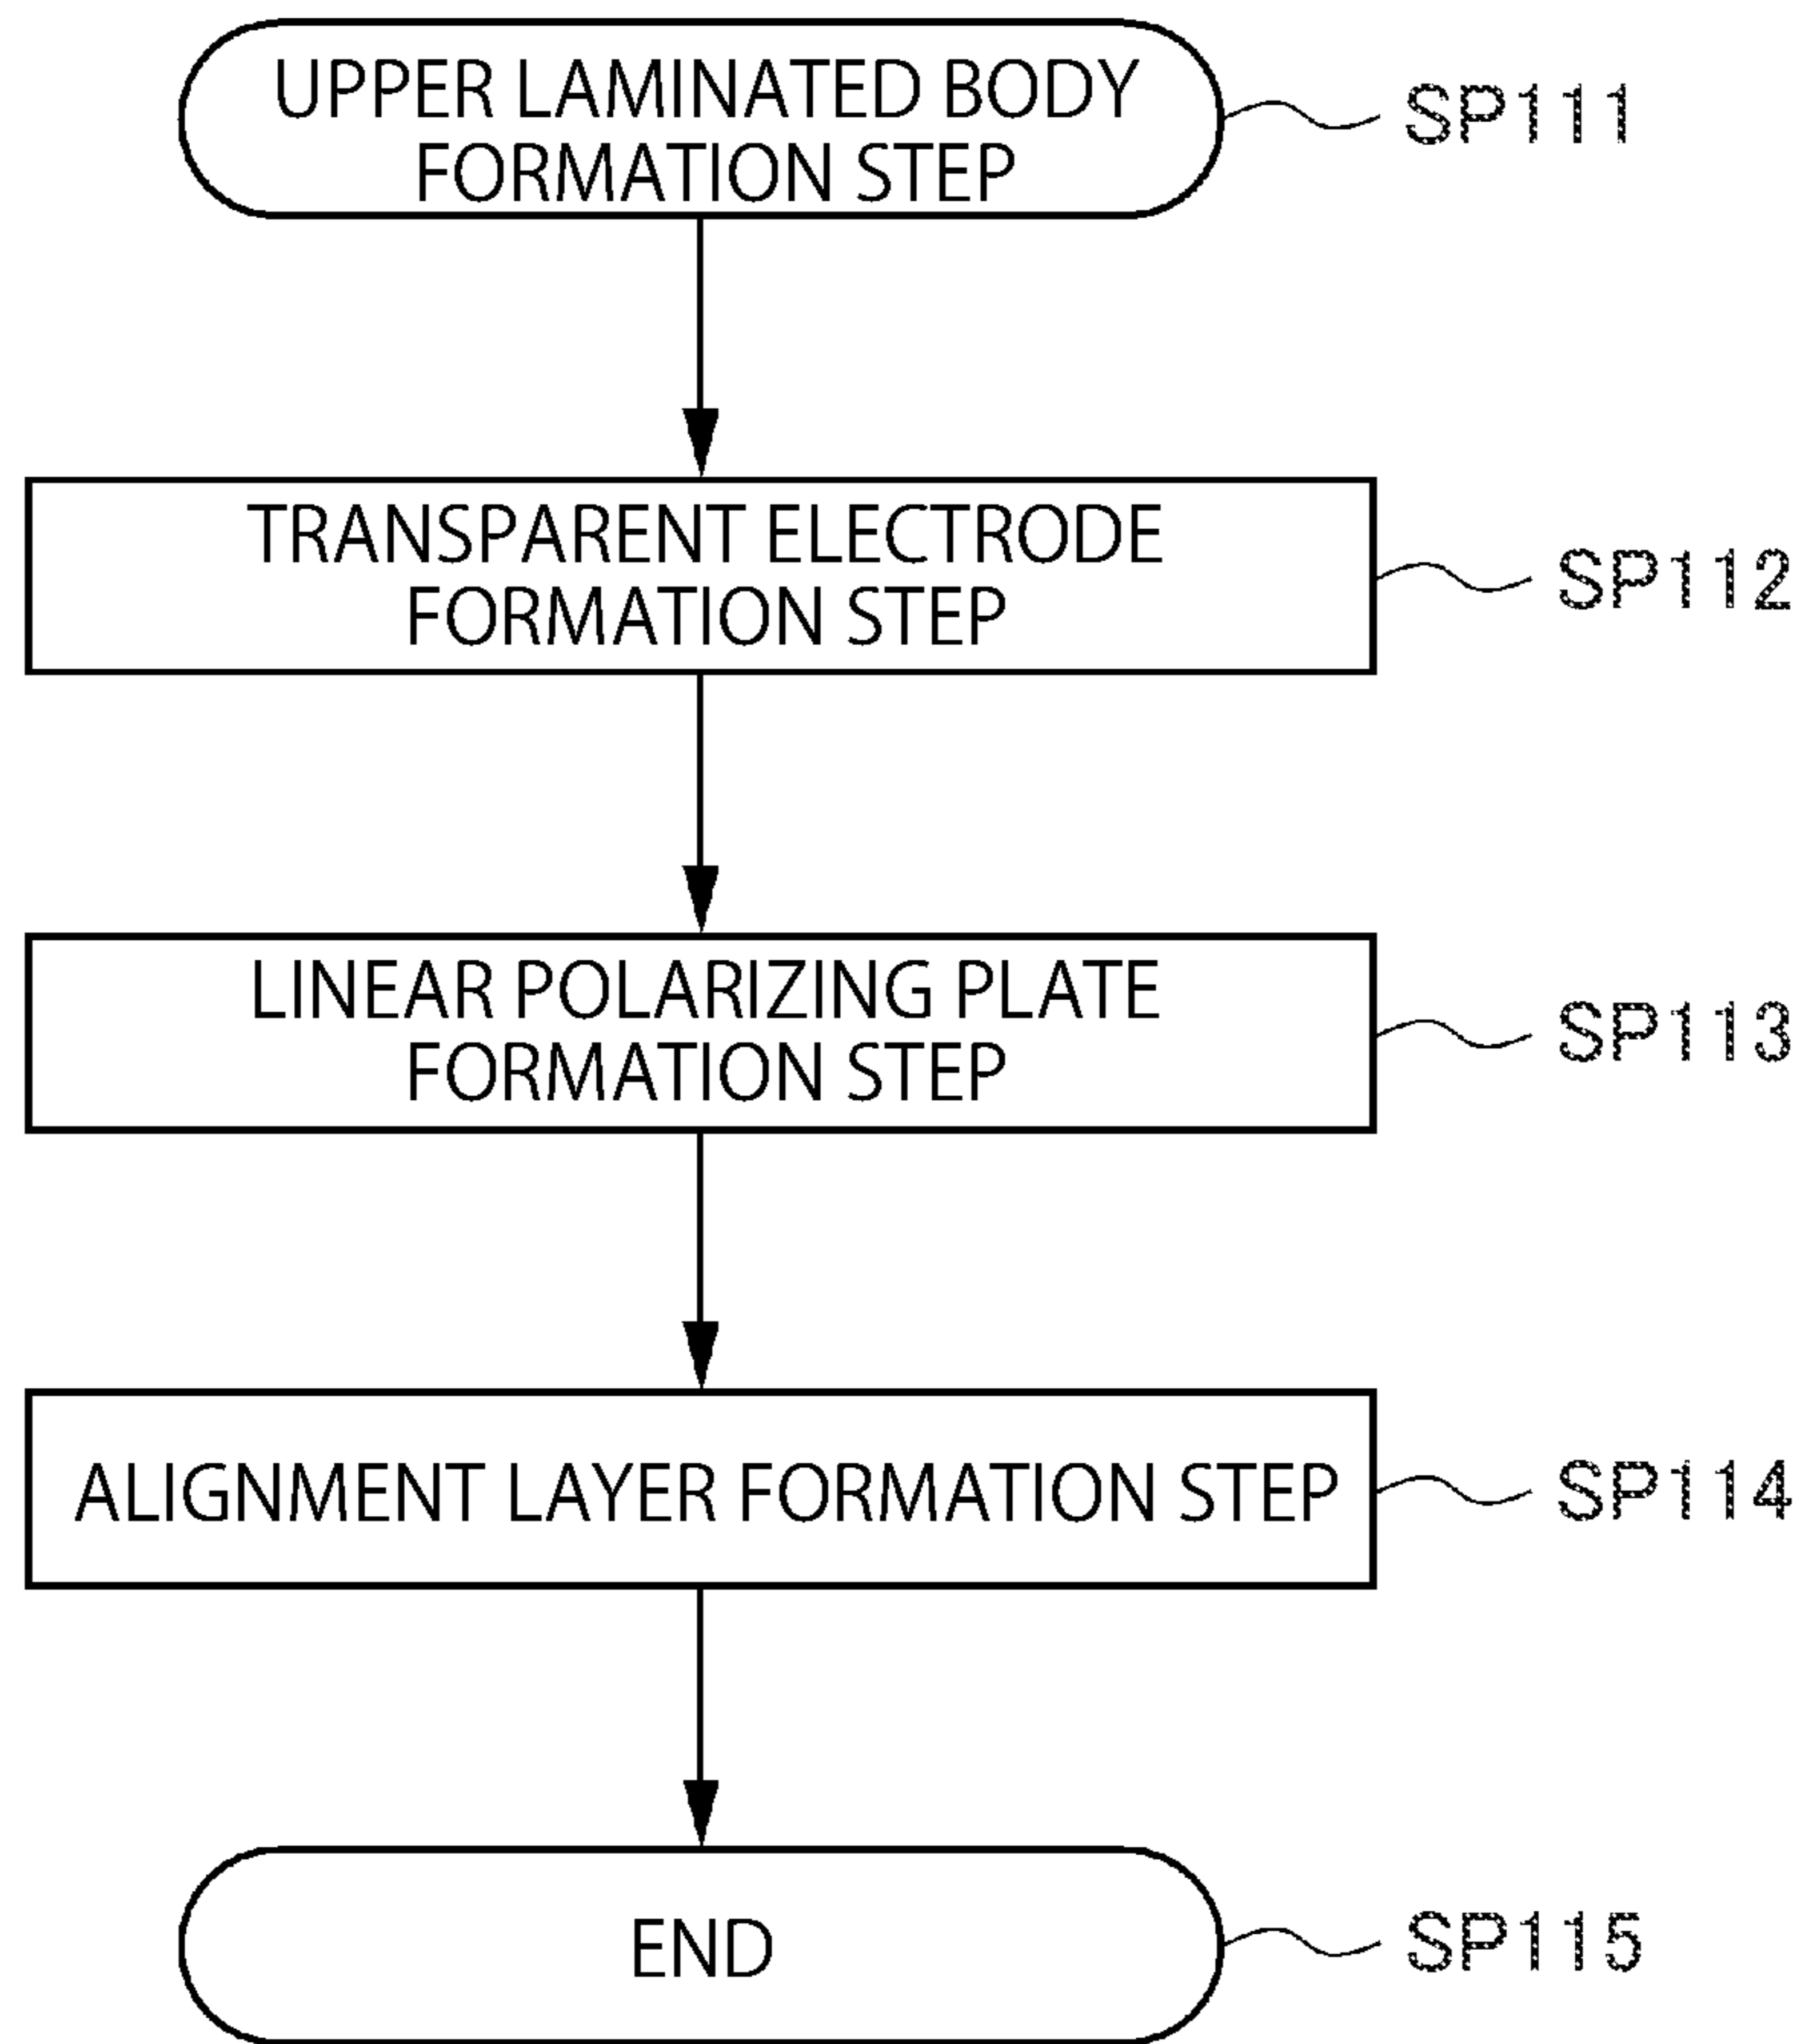 UPPER LAMINATED BODY
FORMATION STEP
SP111
TRANSPARENT ELECTRODE
FORMATION STEP
SP112
LINEAR POLARIZING PLATE
FORMATION STEP
SP113
ALIGNMENT LAYER FORMATION STEP
SP114
END
SP115